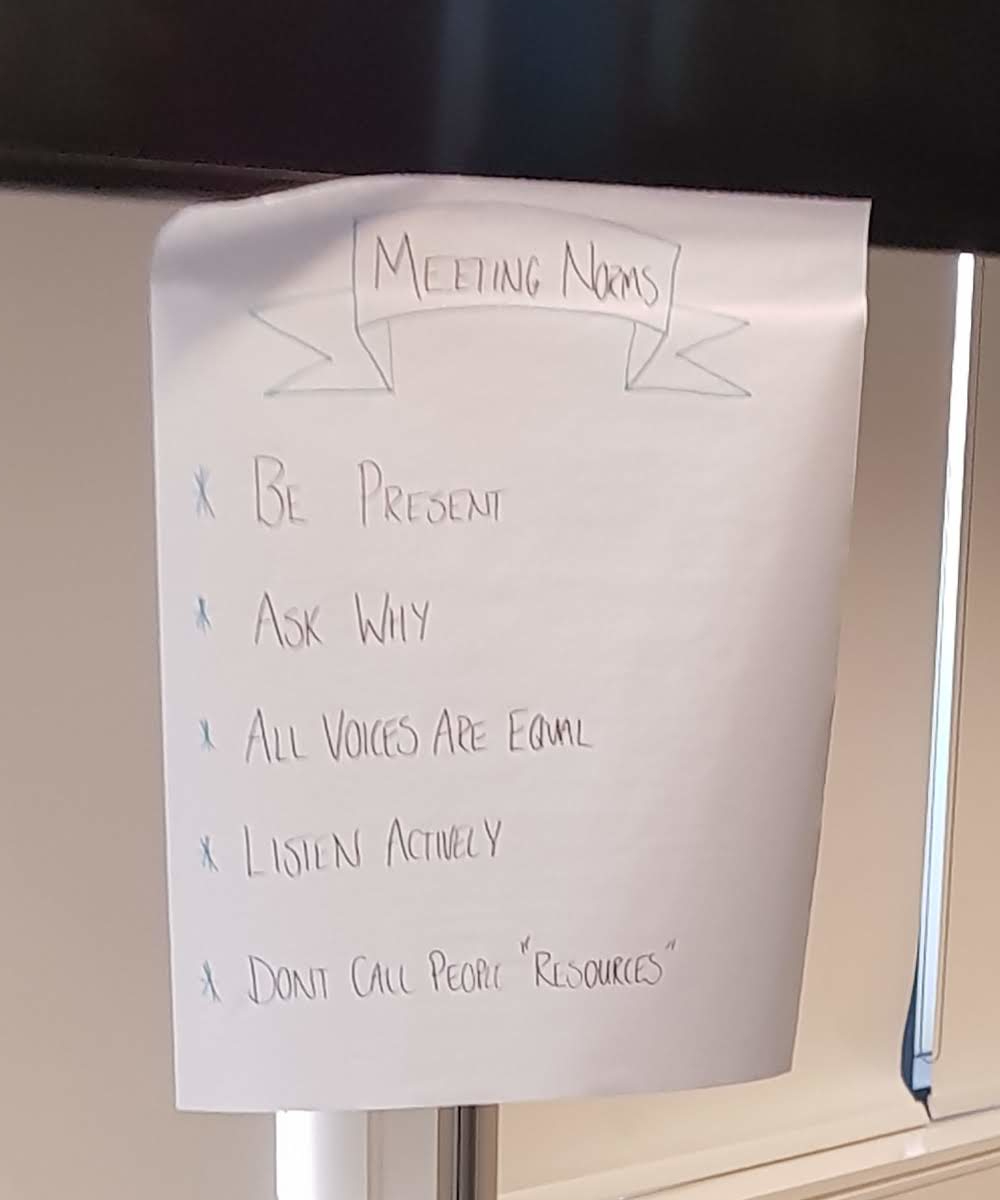 MEETING NORMS
* BE PRESENT
* ASK WHY
* ALL VOICES ARE EQUAL
* LISTEN ACTIVELY
* DONT CALL PEOPLE "RESOURCES"